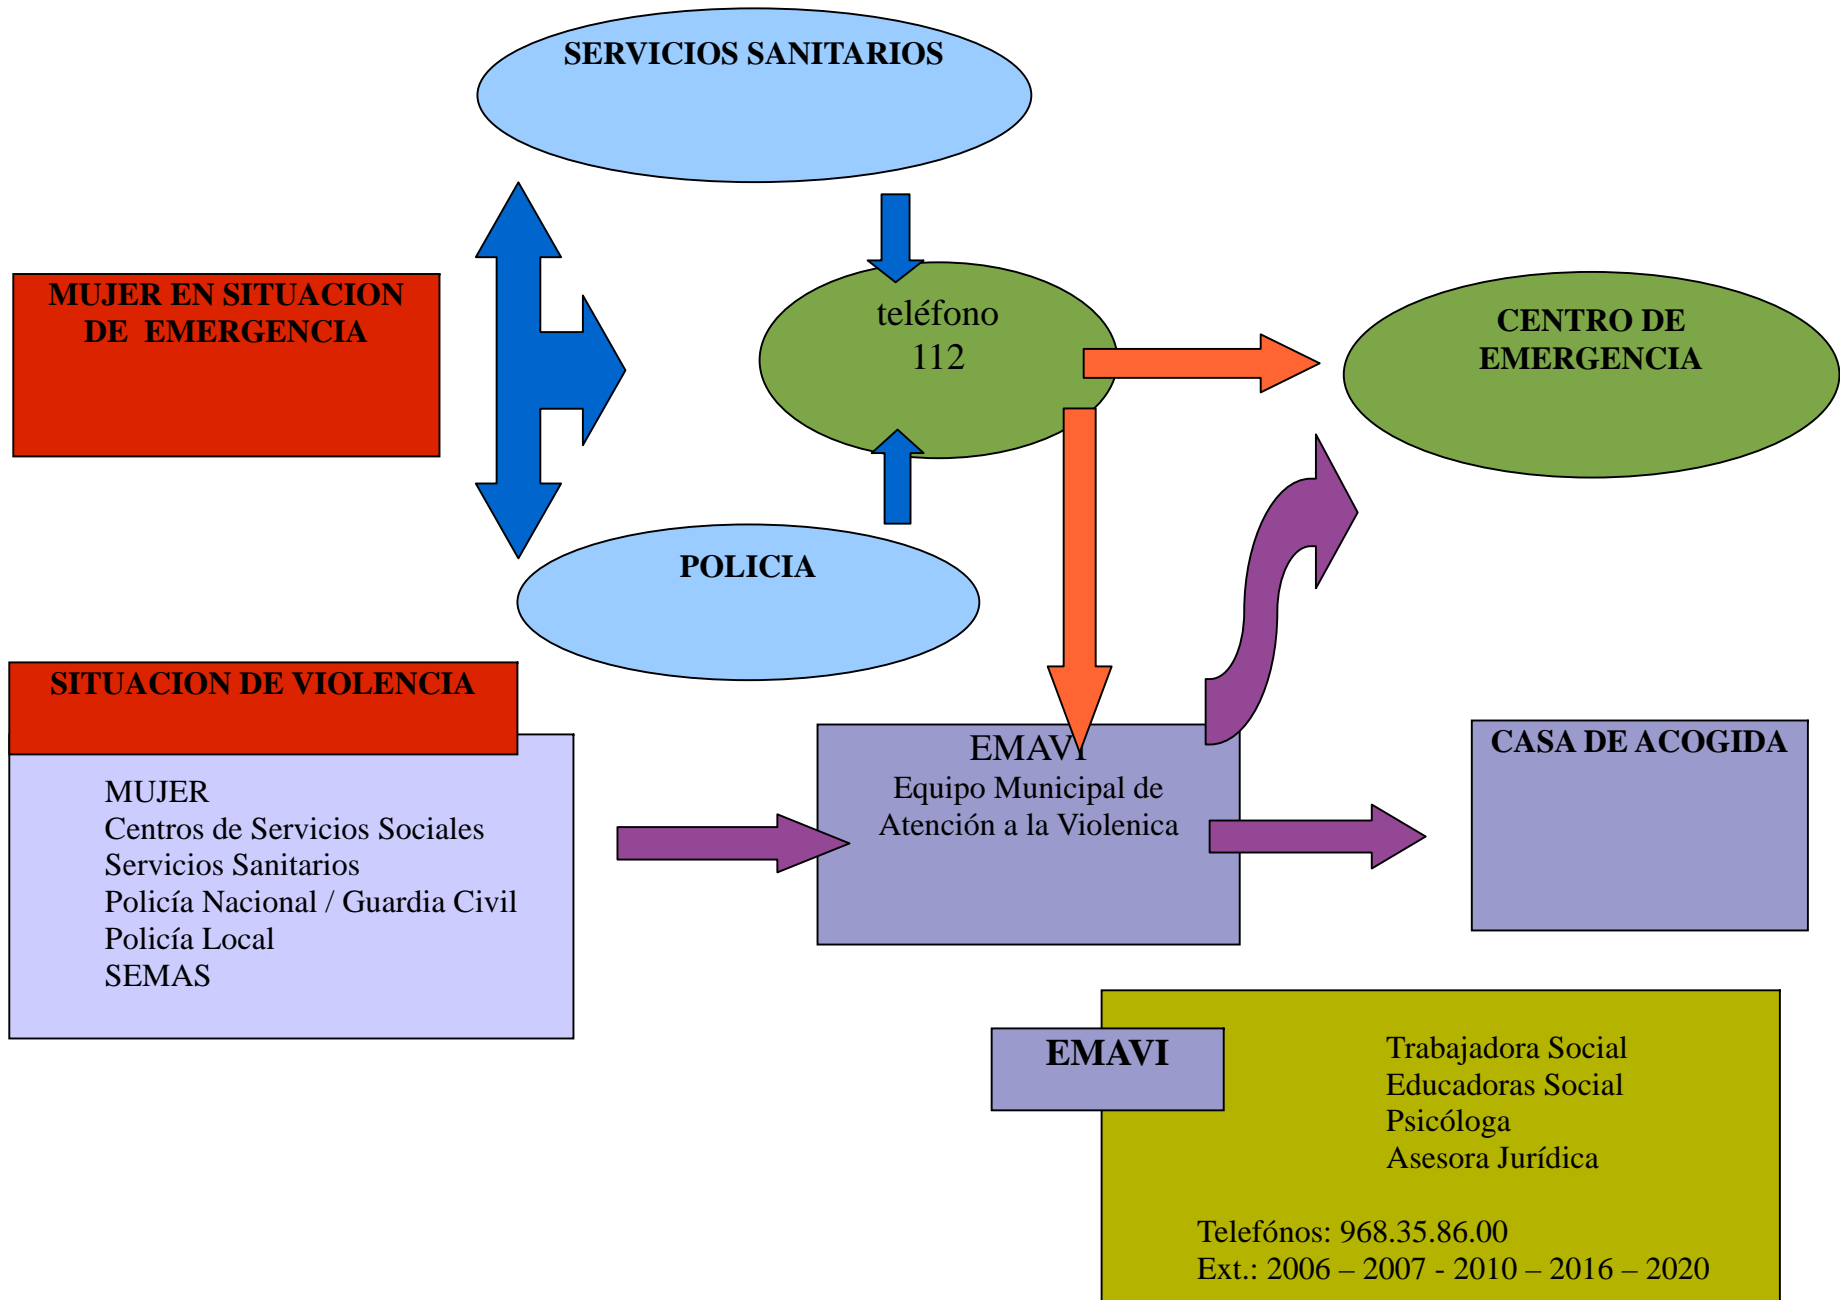 SERVICIOS SANITARIOS
MUJER EN SITUACION
DE EMERGENCIA
teléfono
112
CENTRO DE
EMERGENCIA
POLICIA
SITUACION DE VIOLENCIA
MUJER
Centros de Servicios Sociales
Servicios Sanitarios
Policía Nacional / Guardia Civil
Policía Local
SEMAS
EMAVI
Equipo Municipal de
Atención a la Violenica
CASA DE ACOGIDA
EMAVI
Trabajadora Social
Educadoras Social
Psicóloga
Asesora Jurídica
Telefónos: 968.35.86.00
Ext.: 2006 – 2007 - 2010 – 2016 – 2020